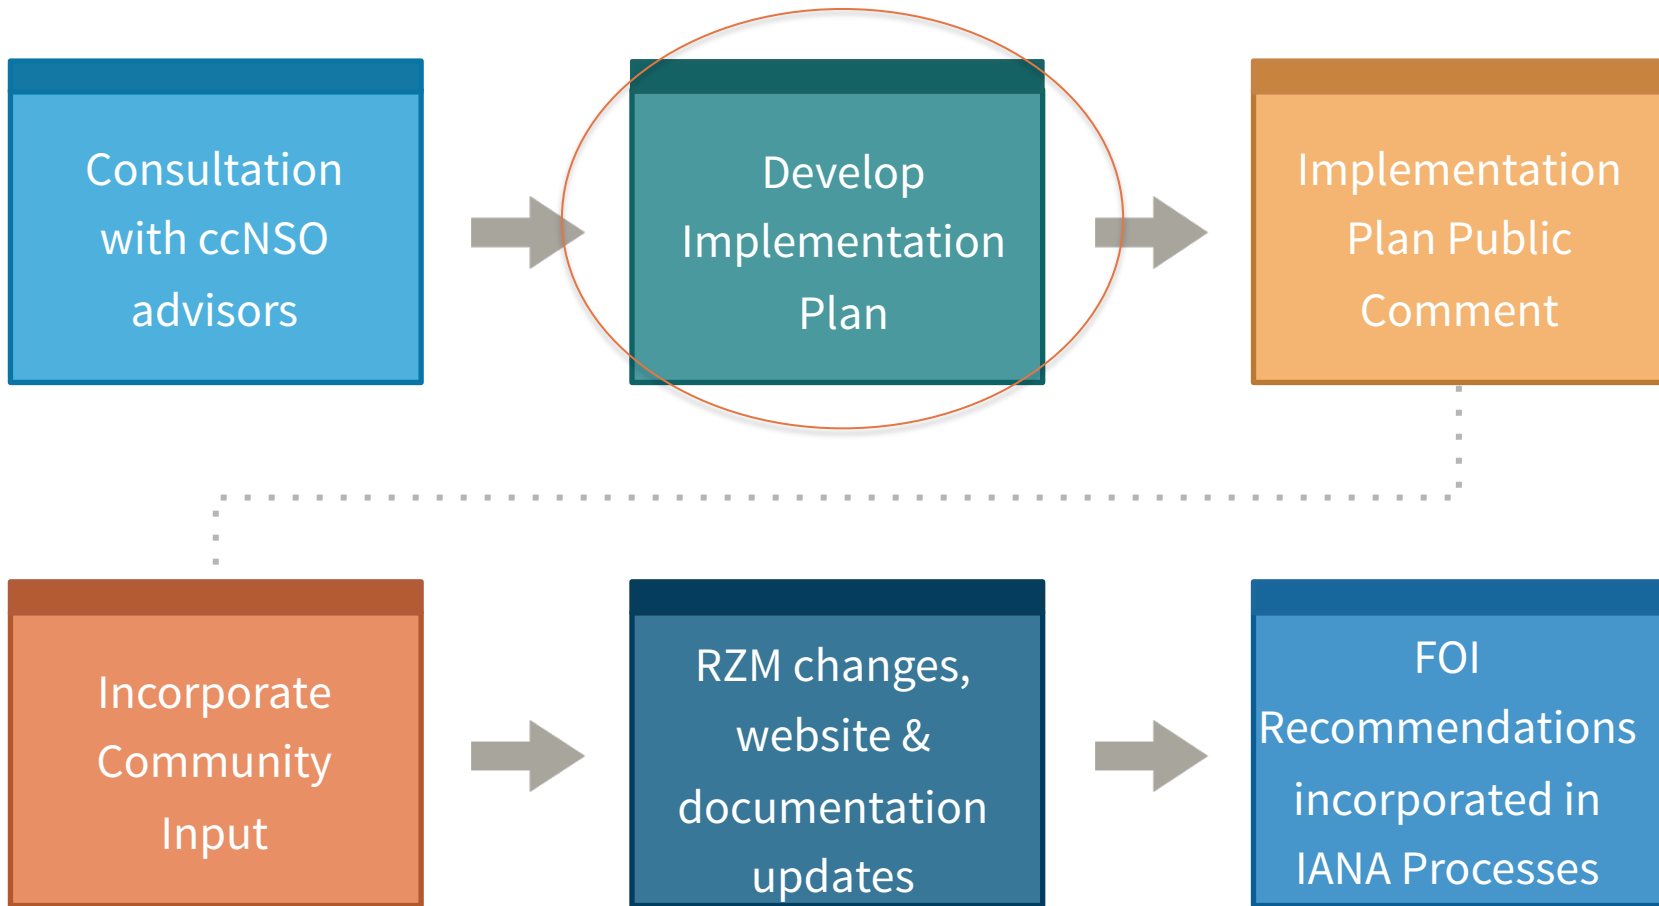 Consultation
with ccNSO
advisors
Develop
Implementation
Plan
Implementation
Plan Public
Comment
Incorporate
Community
Input
RZM changes,
website &
documentation
updates
FOI
Recommendations
incorporated in
IANA Processes